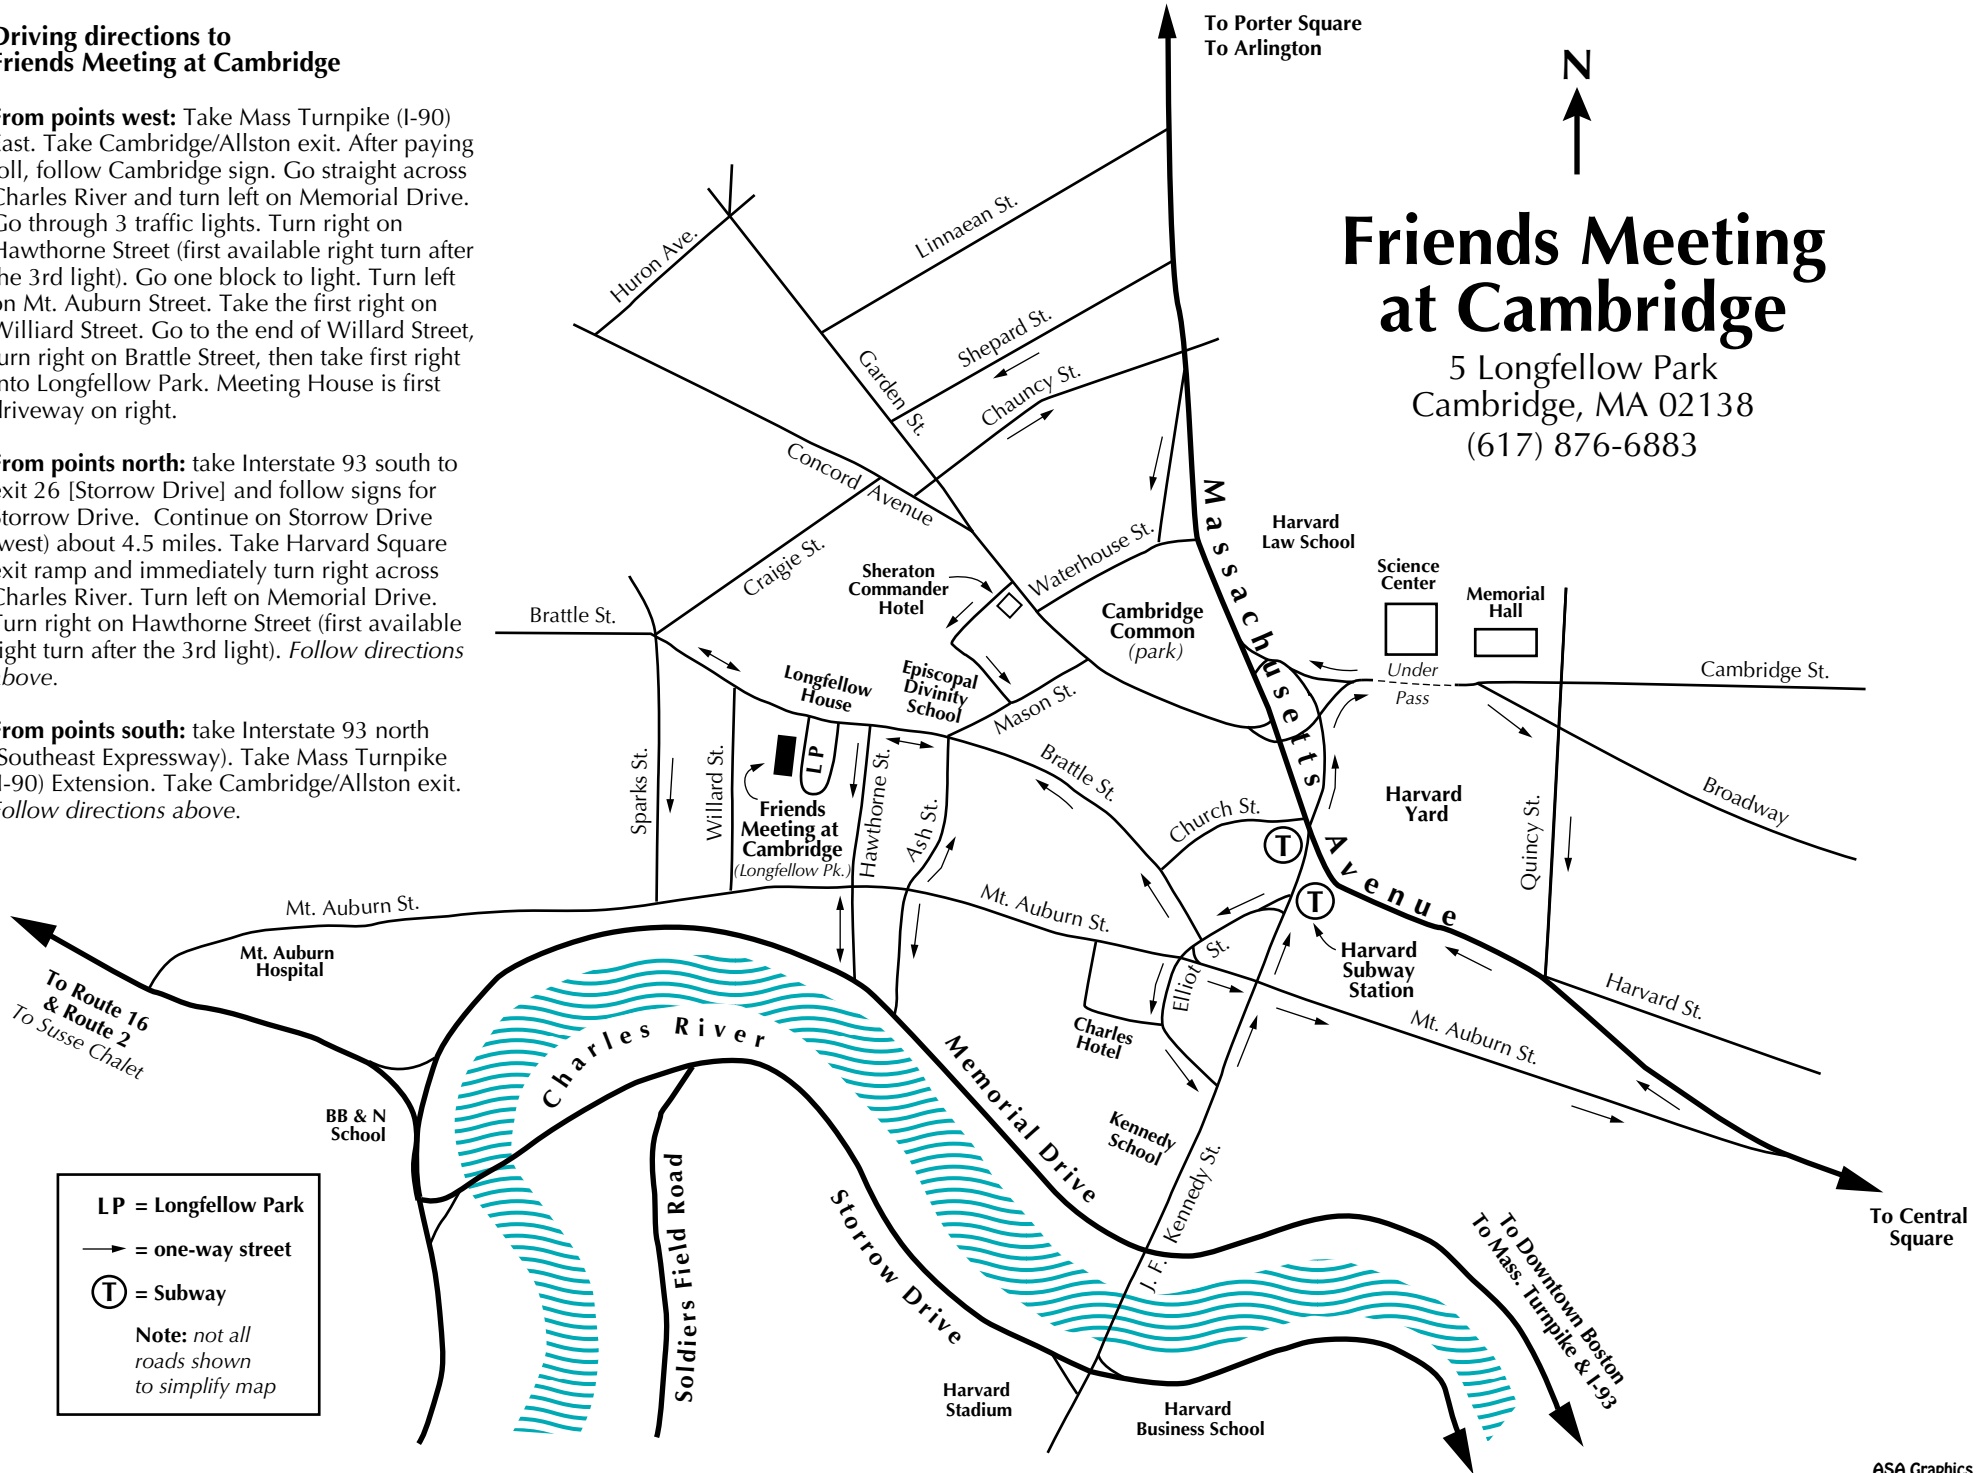 Driving directions to
Friends Meeting at Cambridge
From points west: Take Mass Turnpike (I-90)
East. Take Cambridge/Allston exit. After paying
toll, follow Cambridge sign. Go straight across
Charles River and turn left on Memorial Drive.
Go through 3 traffic lights. Turn right on
Hawthorne Street (first available right turn after
the 3rd light). Go one block to light. Turn left
on Mt. Auburn Street. Take the first right on
Williard Street. Go to the end of Willard Street,
turn right on Brattle Street, then take first right
into Longfellow Park. Meeting House is first
driveway on right.
From points north: take Interstate 93 south to
exit 26 [Storrow Drive] and follow signs for
Storrow Drive. Continue on Storrow Drive
(west) about 4.5 miles. Take Harvard Square
exit ramp and immediately turn right across
Charles River. Turn left on Memorial Drive.
Turn right on Hawthorne Street (first available
right turn after the 3rd light). Follow directions
above.
From points south: take Interstate 93 north
(Southeast Expressway). Take Mass Turnpike
(I-90) Extension. Take Cambridge/Allston exit.
Follow directions above.
To Porter Square
To Arlington
N
Friends Meeting
at Cambridge
5 Longfellow Park
Cambridge, MA 02138
(617) 876-6883
Huron Ave.
Linnaean St.
Shepard St.
Garden St.
Chauncy St.
Concord Avenue
Craigie St.
Waterhouse St.
Massachusetts Avenue
Harvard
Law School
Science
Center
Memorial
Hall
Sheraton
Commander
Hotel
Cambridge
Common
(park)
Brattle St.
Under
Pass
Cambridge St.
Longfellow
House
Episcopal
Divinity
School
Mason St.
Sparks St.
Willard St.
LP
Hawthorne St.
Ash St.
Brattle St.
Friends
Meeting at
Cambridge
(Longfellow Pk.)
Church St.
T
Harvard
Yard
Quincy St.
Broadway
Mt. Auburn St.
Mt. Auburn
Hospital
Mt. Auburn St.
T
Elliot St.
Harvard
Subway
Station
Harvard St.
Mt. Auburn St.
Charles
Hotel
To Route 16
& Route 2
To Susse Chalet
Charles River
Memorial Drive
BB & N
School
Kennedy
School
J. F. Kennedy St.
Storrow Drive
Soldiers Field Road
To Central
Square
To Downtown Boston
To Mass. Turnpike & I-93
Harvard
Stadium
Harvard
Business School
LP = Longfellow Park
= one-way street
T = Subway
Note: not all
roads shown
to simplify map
ASA Graphics